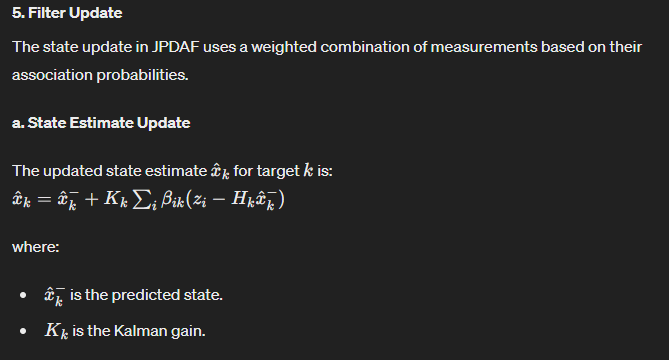 5. Filter Update
The state update in JPDAF uses a weighted combination of measurements based on their
association probabilities.
a. State Estimate Update
The updated state estimate x̂ₖ for target k is:
x̂ₖ = x̂ₖ⁻ + Kₖ ∑ᵢ βᵢₖ(zᵢ − Hₖx̂ₖ⁻)
where:
• x̂ₖ⁻ is the predicted state.
• Kₖ is the Kalman gain.